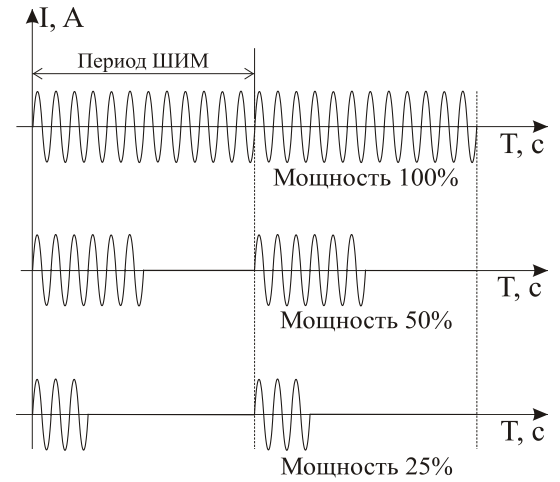 I, А
Период ШИМ
Т, с
Мощность 100%
Т, с
Мощность 50%
Т, с
Мощность 25%